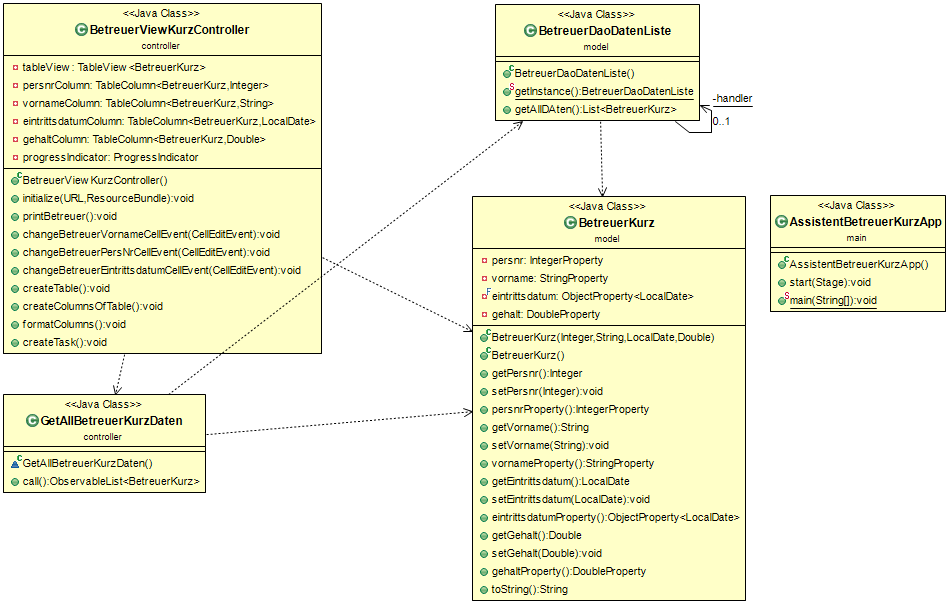 <<Java Class>>
BetreuerViewKurzController
controller
tableView : TableView <BetreuerKurz>
persnrColumn: TableColumn<BetreuerKurz,Integer>
vornameColumn: TableColumn<BetreuerKurz,String>
eintrittsdatumColumn: TableColumn<BetreuerKurz,LocalDate>
gehaltColumn: TableColumn<BetreuerKurz,Double>
progressIndicator: ProgressIndicator
BetreuerViewKurzController()
initialize(URL,ResourceBundle):void
printBetreuer():void
changeBetreuerVornameCellEvent(CellEditEvent):void
changeBetreuerPersNrCellEvent(CellEditEvent):void
changeBetreuerEintrittsdatumCellEvent(CellEditEvent):void
createTable():void
createColumnsOfTable():void
formatColumns():void
createTask():void
<<Java Class>>
BetreuerDaoDatenListe
model
BetreuerDaoDatenListe()
getInstance():BetreuerDaoDatenListe
getAllDAten():List<BetreuerKurz>
-handler
0..1
<<Java Class>>
BetreuerKurz
model
persnr: IntegerProperty
vorname: StringProperty
eintrittsdatum: ObjectProperty<LocalDate>
gehalt: DoubleProperty
BetreuerKurz(Integer,String,LocalDate,Double)
BetreuerKurz()
getPersnr():Integer
setPersnr(Integer):void
persnrProperty():IntegerProperty
getVorname():String
setVorname(String):void
vornameProperty():StringProperty
getEintrittsdatum():LocalDate
setEintrittsdatum(LocalDate):void
eintrittsdatumProperty():ObjectProperty<LocalDate>
getGehalt():Double
setGehalt(Double):void
gehaltProperty():DoubleProperty
toString():String
<<Java Class>>
AssistentBetreuerKurzApp
main
AssistentBetreuerKurzApp()
start(Stage):void
main(String[]):void
<<Java Class>>
GetAllBetreuerKurzDaten
controller
GetAllBetreuerKurzDaten()
call():ObservableList<BetreuerKurz>